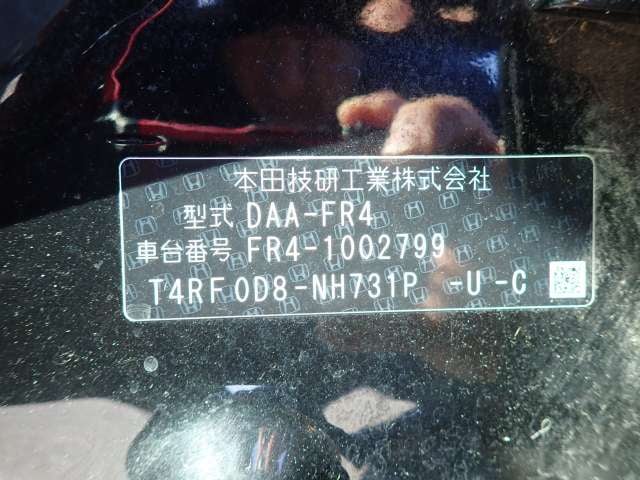 本田技研工業株式会社
型式 DAA-FR4
車台番号 FR4-1002799
T4RF0D8-NH731P -U-C